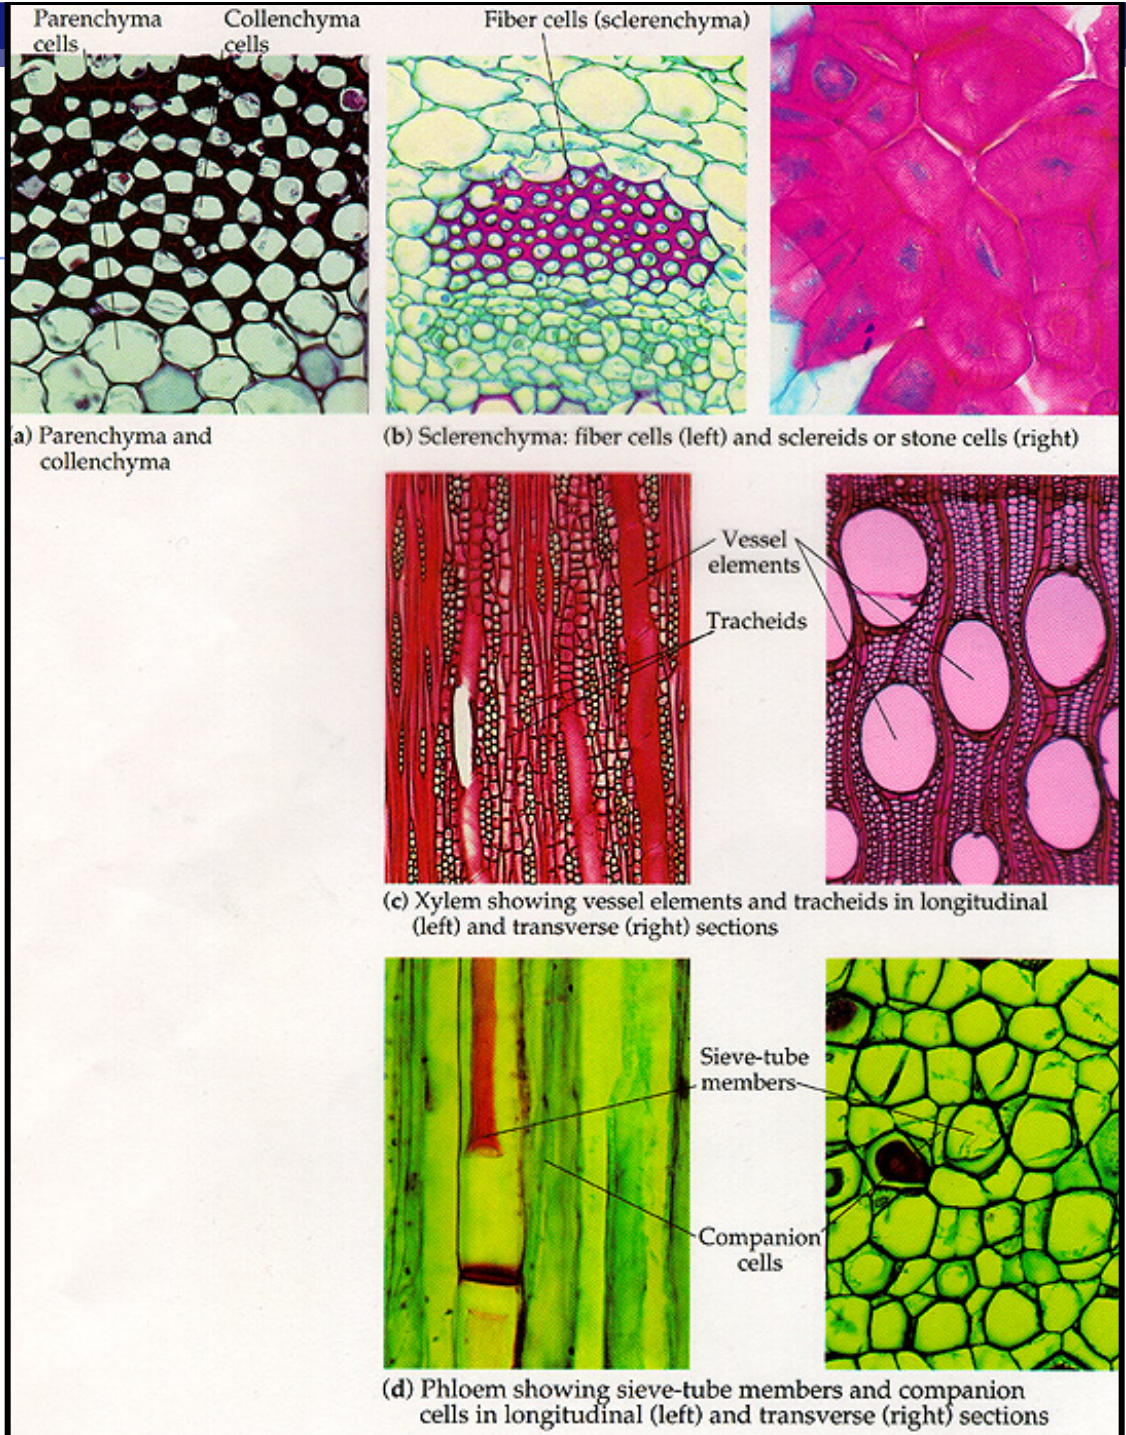 Parenchyma
cells
Collenchyma
cells
Fiber cells (sclerenchyma)
(a) Parenchyma and
collenchyma
(b) Sclerenchyma: fiber cells (left) and sclereids or stone cells (right)
Vessel
elements
Tracheids
(c) Xylem showing vessel elements and tracheids in longitudinal
(left) and transverse (right) sections
Sieve-tube
members
Companion
cells
(d) Phloem showing sieve-tube members and companion
cells in longitudinal (left) and transverse (right) sections